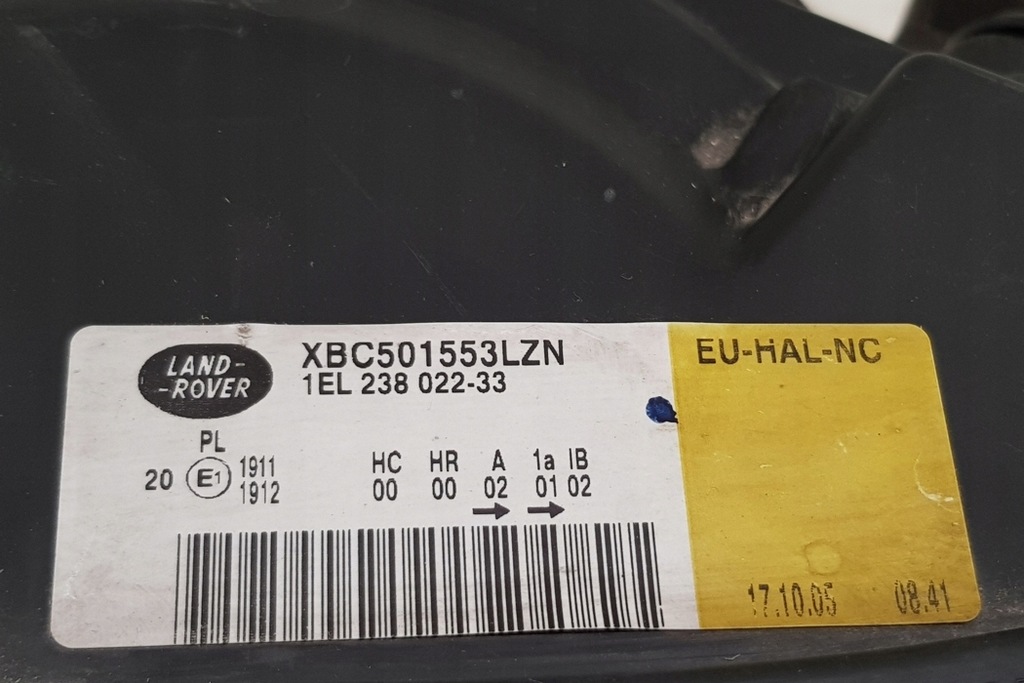 LAND-
-ROVER
XBC501553LZN
1EL 238 022-33
EU-HAL-NC
PL
20 E1 1911
1912
HC HR A 1a IB
00 00 02 01 02
17.10.05 08.41